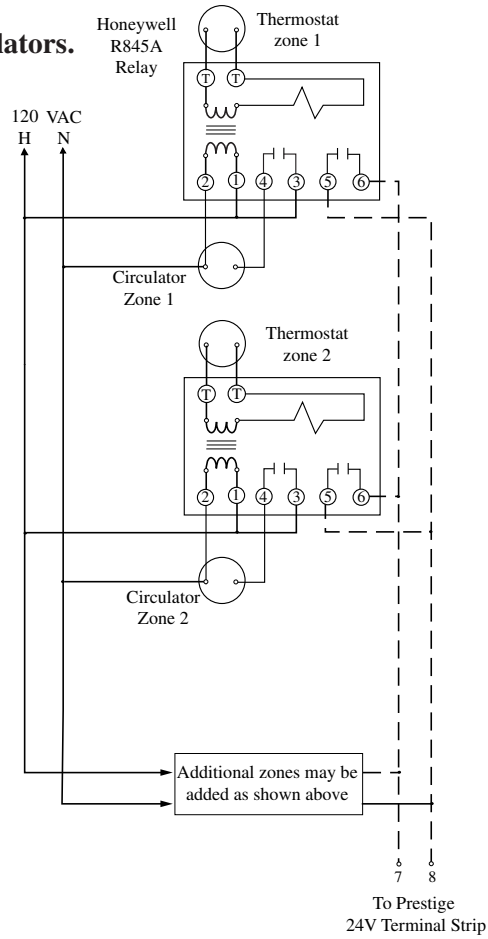 lators.
Honeywell
R845A
Relay
Thermostat
zone 1
120 VAC
H N
T T
2 1 4 3 5 6
Circulator
Zone 1
Thermostat
zone 2
T T
2 1 4 3 5 6
Circulator
Zone 2
Additional zones may be
added as shown above
7 8
To Prestige
24V Terminal Strip